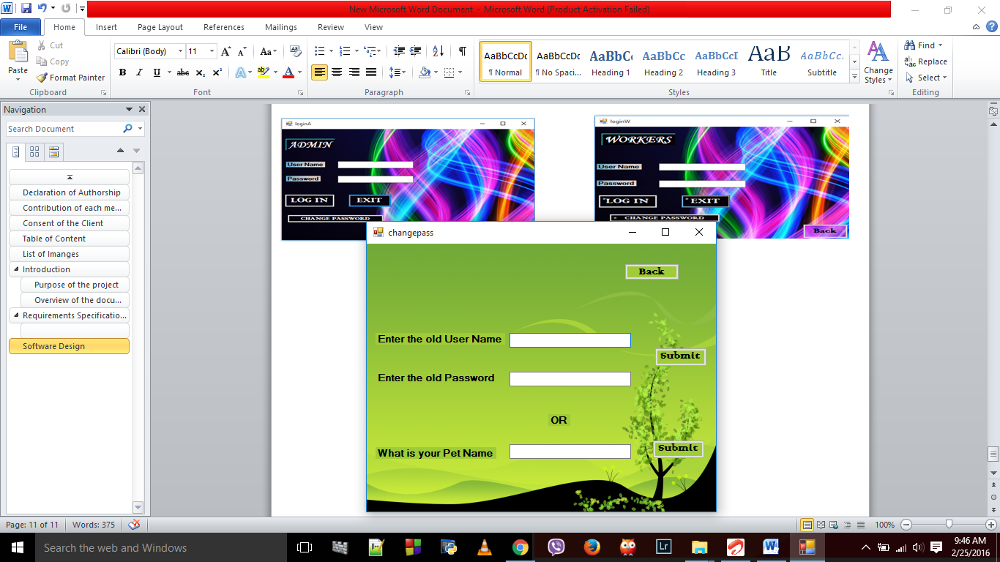 New Microsoft Word Document - Microsoft Word (Product Activation Failed)
File Home Insert Page Layout References Mailings Review View
Paste
Cut
Copy
Format Painter
Clipboard
Calibri (Body) 11
B I U abc x₂ x²
Aa
Font
Paragraph
AaBbCcDc AaBbCcDc AaBbCc AaBbCc AaBbCcI AaB AaBbCc
¶ Normal ¶ No Spaci... Heading 1 Heading 2 Heading 3 Title Subtitle
Change Styles
Styles
Find
Replace
Select
Editing
Navigation
Search Document
Declaration of Authorship
Contribution of each me...
Consent of the Client
Table of Content
List of Imanges
Introduction
Purpose of the project
Overview of the docu...
Requirements Specificatio...
Software Design
loginA
ADMIN
User Name
Password
LOG IN EXIT
CHANGE PASSWORD
loginW
WORKERS
User Name
Password
*LOG IN * EXIT
* CHANGE PASSWORD
Back
changepass
Back
Enter the old User Name
Submit
Enter the old Password
OR
What is your Pet Name
Submit
Page: 11 of 11 Words: 375
100%
Search the web and Windows
Lr
9:46 AM
2/25/2016